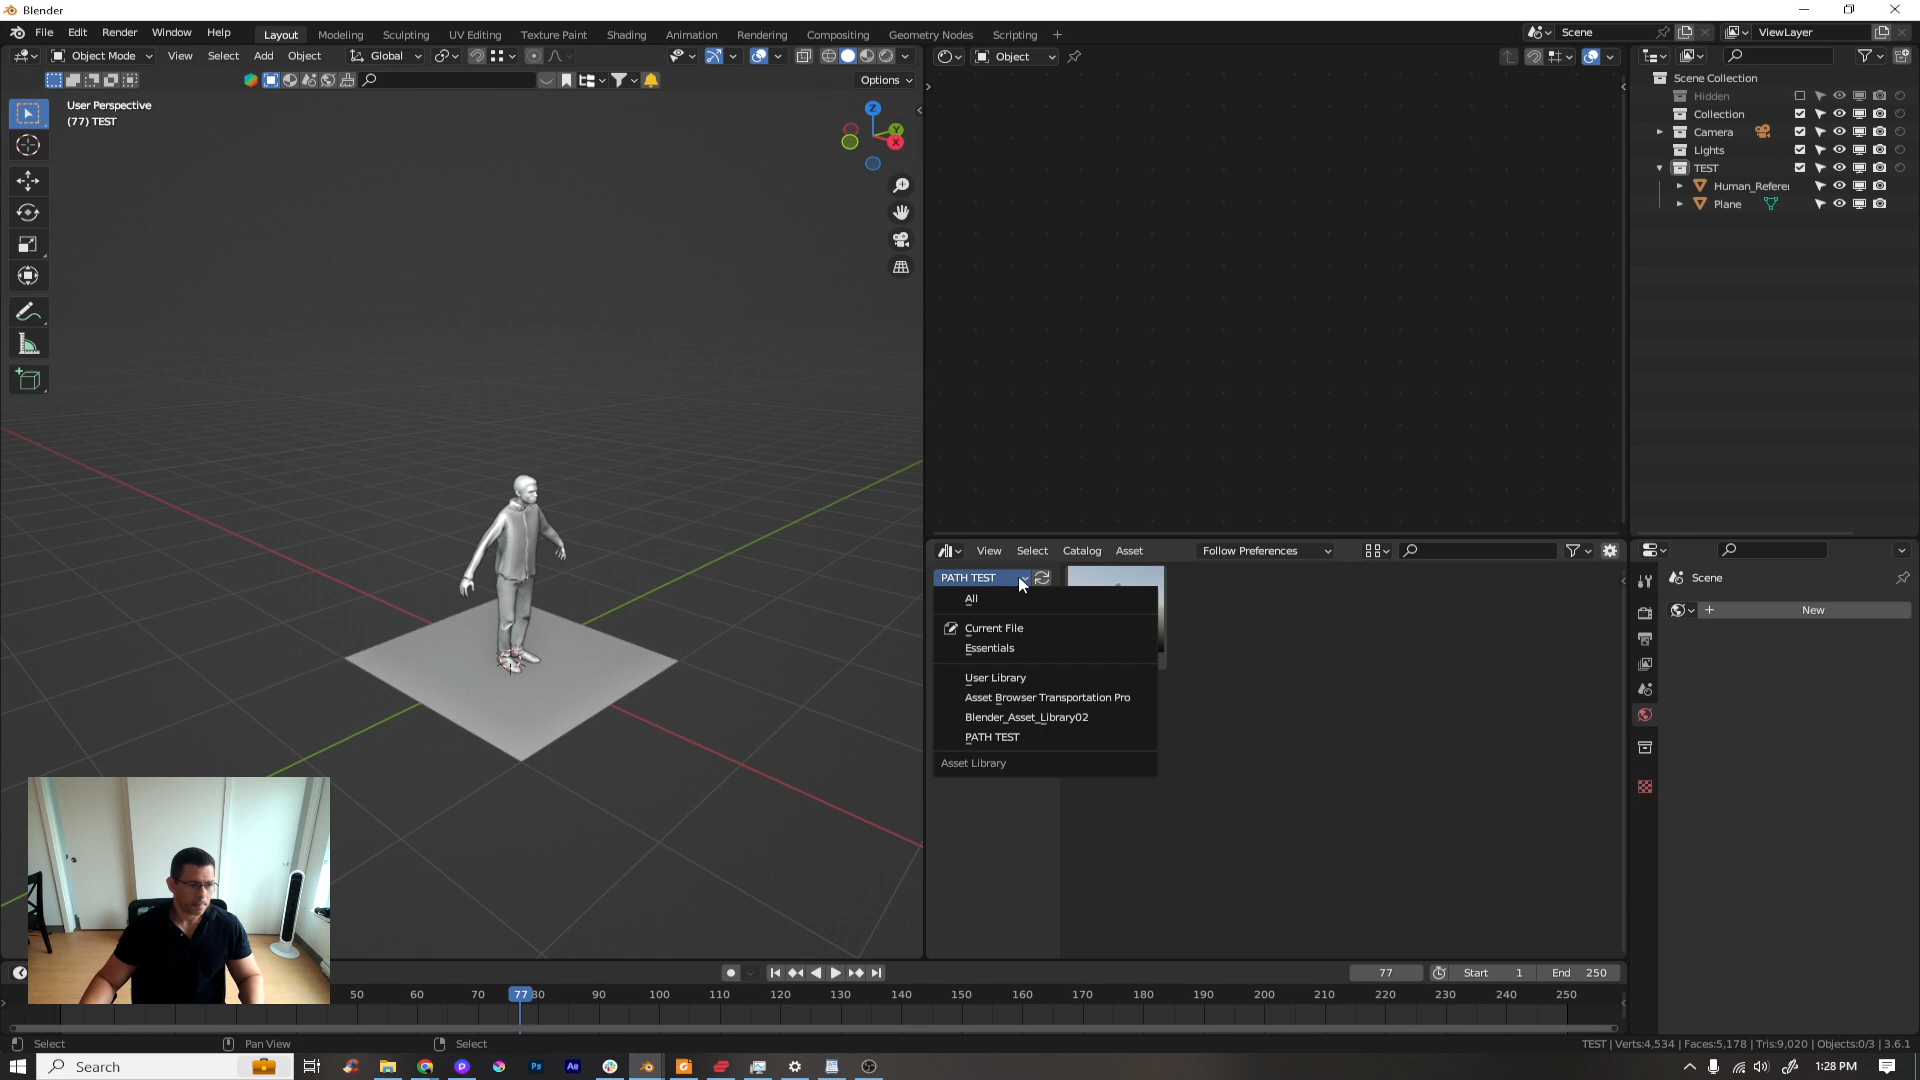 Blender
File Edit Render Window Help Layout Modeling Sculpting UV Editing Texture Paint Shading Animation Rendering Compositing Geometry Nodes Scripting + Scene ViewLayer
Object Mode View Select Add Object Global Object
Options
User Perspective
(77) TEST
Z
Y
X
Scene Collection
Hidden
Collection
Camera
Lights
TEST
Human_Referei
Plane
View Select Catalog Asset Follow Preferences
PATH TEST
All
Current File
Essentials
User Library
Asset Browser Transportation Pro
Blender_Asset_Library02
PATH TEST
Asset Library
Scene
+ New
77 Start 1 End 250
50 60 70 77 80 90 100 110 120 130 140 150 160 170 180 190 200 210 220 230 240 250
Select Pan View Select TEST | Verts:4,534 | Faces:5,178 | Tris:9,020 | Objects:0/3 | 3.6.1
Search Ps Ae 1:28 PM